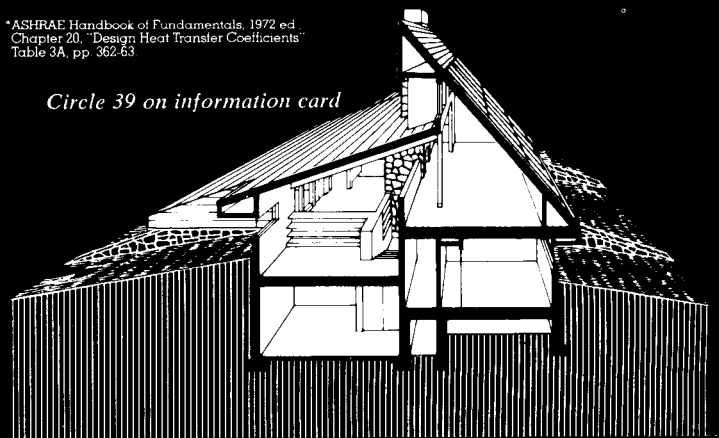 *ASHRAE Handbook of Fundamentals, 1972 ed.
Chapter 20, "Design Heat Transfer Coefficients"
Table 3A, pp. 362-63.
Circle 39 on information card